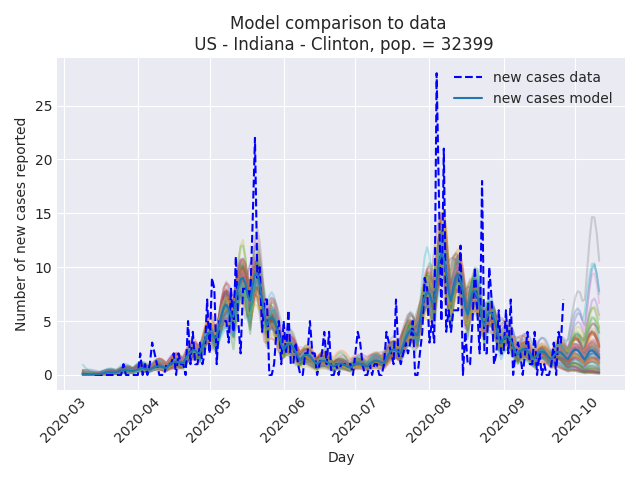 Model comparison to data
US - Indiana - Clinton, pop. = 32399
new cases data
new cases model
Number of new cases reported
25
20
15
10
5
0
2020-03
2020-04
2020-05
2020-06
2020-07
2020-08
2020-09
2020-10
Day